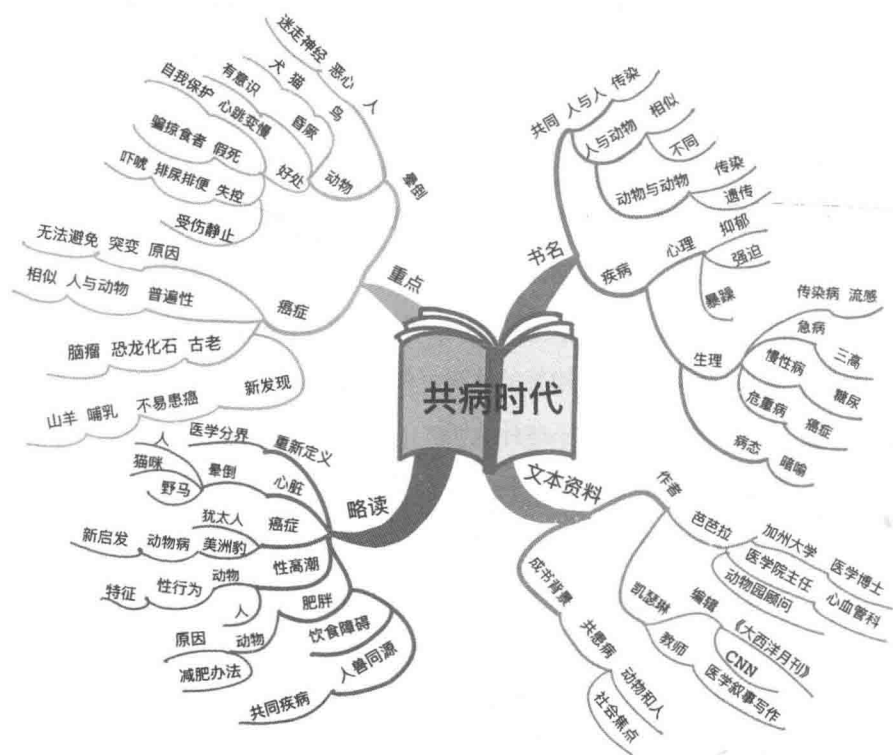 共病时代
书名
共同 人与人 传染
人与动物 相似
不同
动物与动物 传染
遗传
疾病 心理 抑郁
强迫
暴躁
生理
传染病 流感
急病
慢性病 三高
糖尿
危重病 癌症
病态 暗喻
文本资料
作者
芭芭拉 加州大学 医学博士
医学院主任 心血管科
动物园顾问
凯瑟琳 编辑 《大西洋月刊》
CNN
教师 医学叙事写作
成书背景
共患病 动物和人
社会焦点
略读
重新定义 医学分界
心脏 晕倒 人
猫咪
野马
癌症 犹太人
美洲豹 动物病 新启发
性高潮 动物 性行为 特征
人
肥胖 动物 原因
减肥办法
饮食障碍
人兽同源
共同疾病
重点
晕倒
人 恶心 迷走神经
动物
鸟 猫 犬
昏厥 有意识
好处 心跳变慢 自我保护
假死 骗掠食者
失控 排尿排便 吓唬
受伤静止
癌症
原因 突变 无法避免
普遍性 人与动物 相似
古老 恐龙化石 脑瘤
新发现 不易患癌 哺乳 山羊